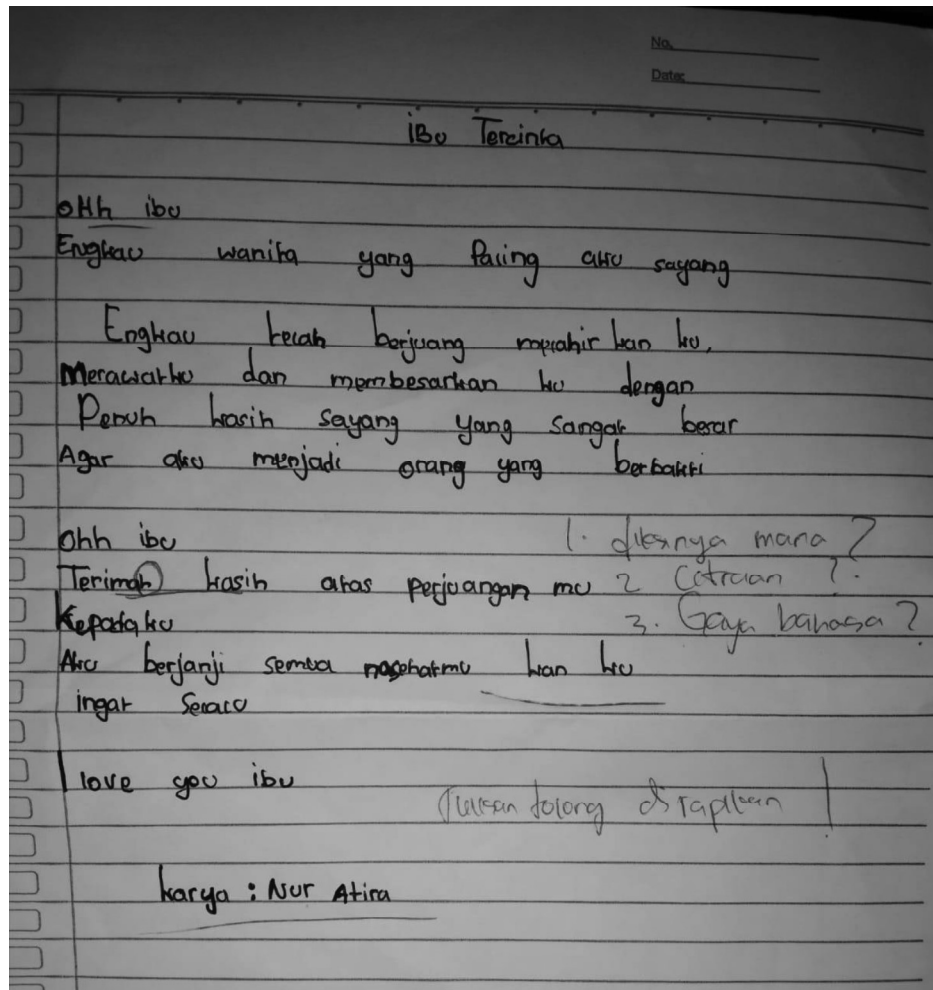 No.
Date:
iBu Tercinta
oHh ibu
Engkau wanita yang paling aku sayang
Engkau telah berjuang melahir kan ku,
Merawatku dan membesarkan ku dengan
Penuh kasih sayang yang sangat besar
Agar aku menjadi orang yang berbakti
Ohh ibu 1. diksinya mana?
Terimah kasih atas perjuangan mu 2 Citraan ?.
Kepadaku 3. Gaya bahasa?
Aku berjanji semua nasehatmu kan ku
ingat Selalu
I love you ibu
Tulisan tolong dirapikan !
karya : Nur Atira